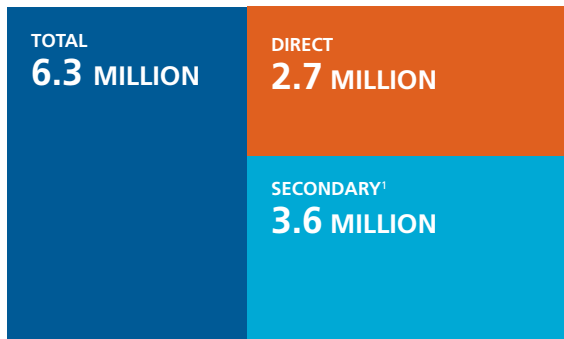 TOTAL
6.3 MILLION
DIRECT
2.7 MILLION
SECONDARY¹
3.6 MILLION